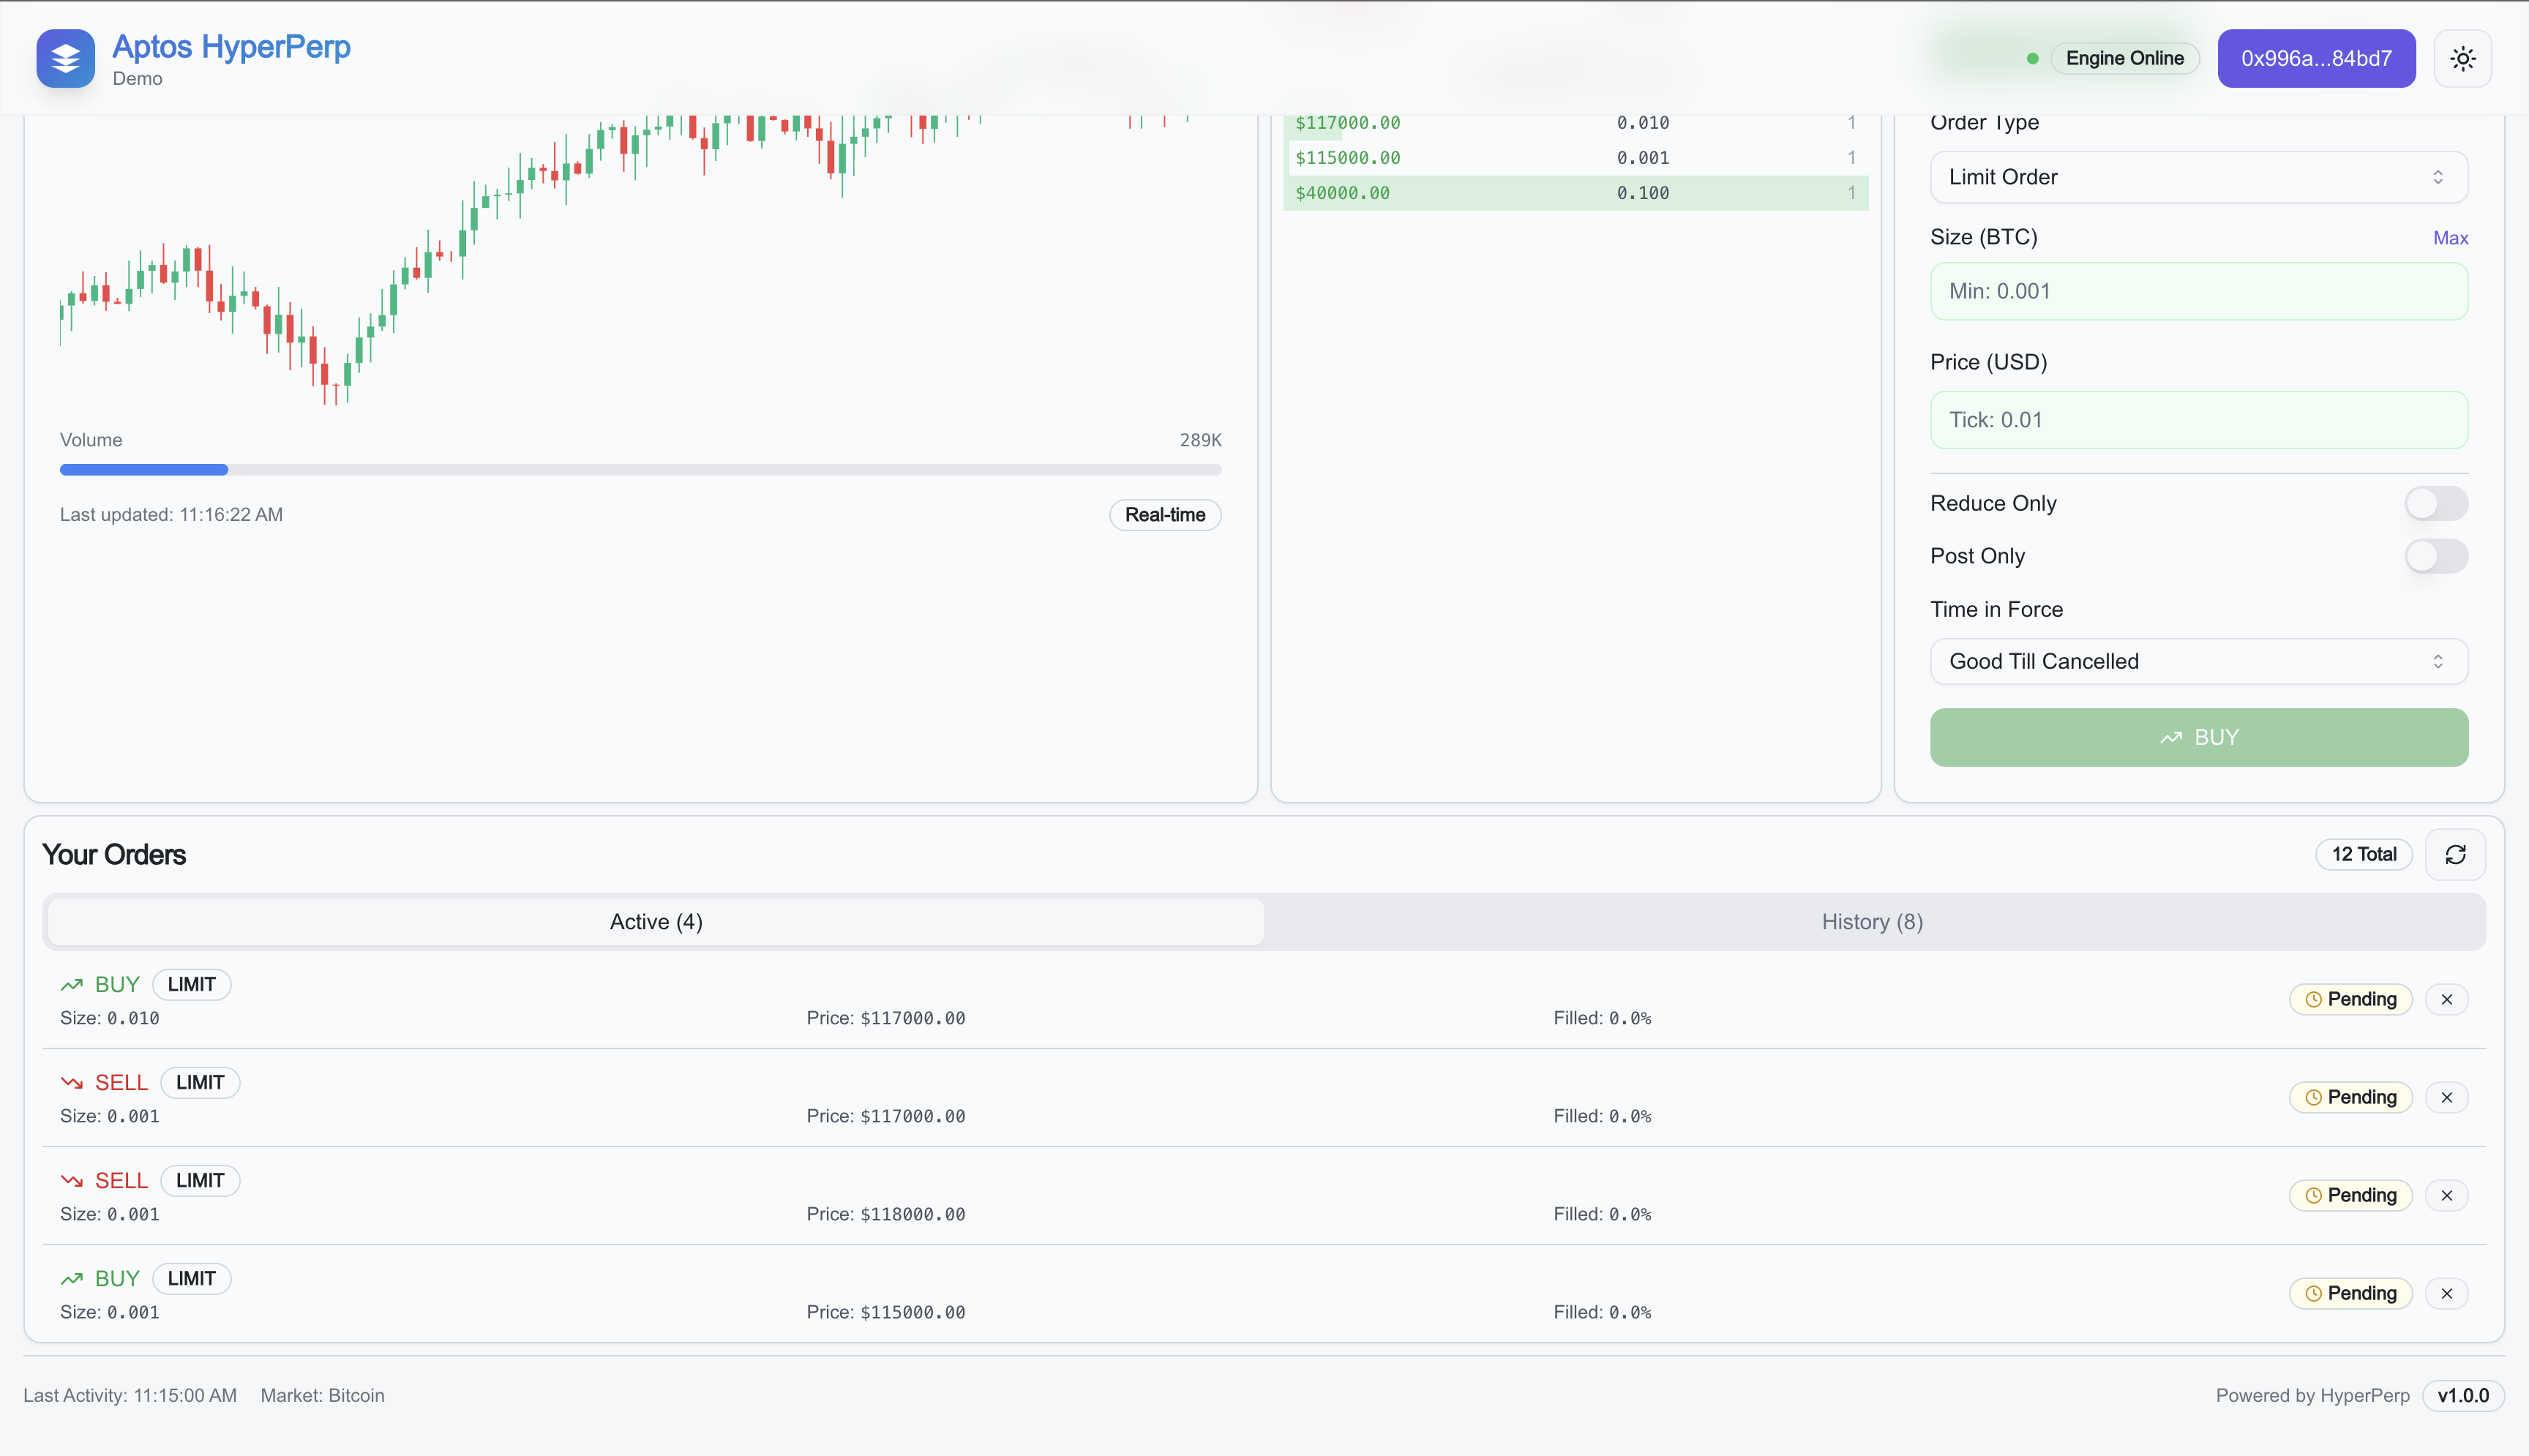 Aptos HyperPerp
Demo
Engine Online
0x996a...84bd7
$117000.00 0.010 1
$115000.00 0.001 1
$40000.00 0.100 1
Order Type
Limit Order
Size (BTC) Max
Min: 0.001
Price (USD)
Tick: 0.01
Reduce Only
Post Only
Time in Force
Good Till Cancelled
BUY
Volume 289K
Last updated: 11:16:22 AM Real-time
Your Orders 12 Total
Active (4) History (8)
BUY LIMIT
Size: 0.010 Price: $117000.00 Filled: 0.0% Pending
SELL LIMIT
Size: 0.001 Price: $117000.00 Filled: 0.0% Pending
SELL LIMIT
Size: 0.001 Price: $118000.00 Filled: 0.0% Pending
BUY LIMIT
Size: 0.001 Price: $115000.00 Filled: 0.0% Pending
Last Activity: 11:15:00 AM Market: Bitcoin Powered by HyperPerp v1.0.0